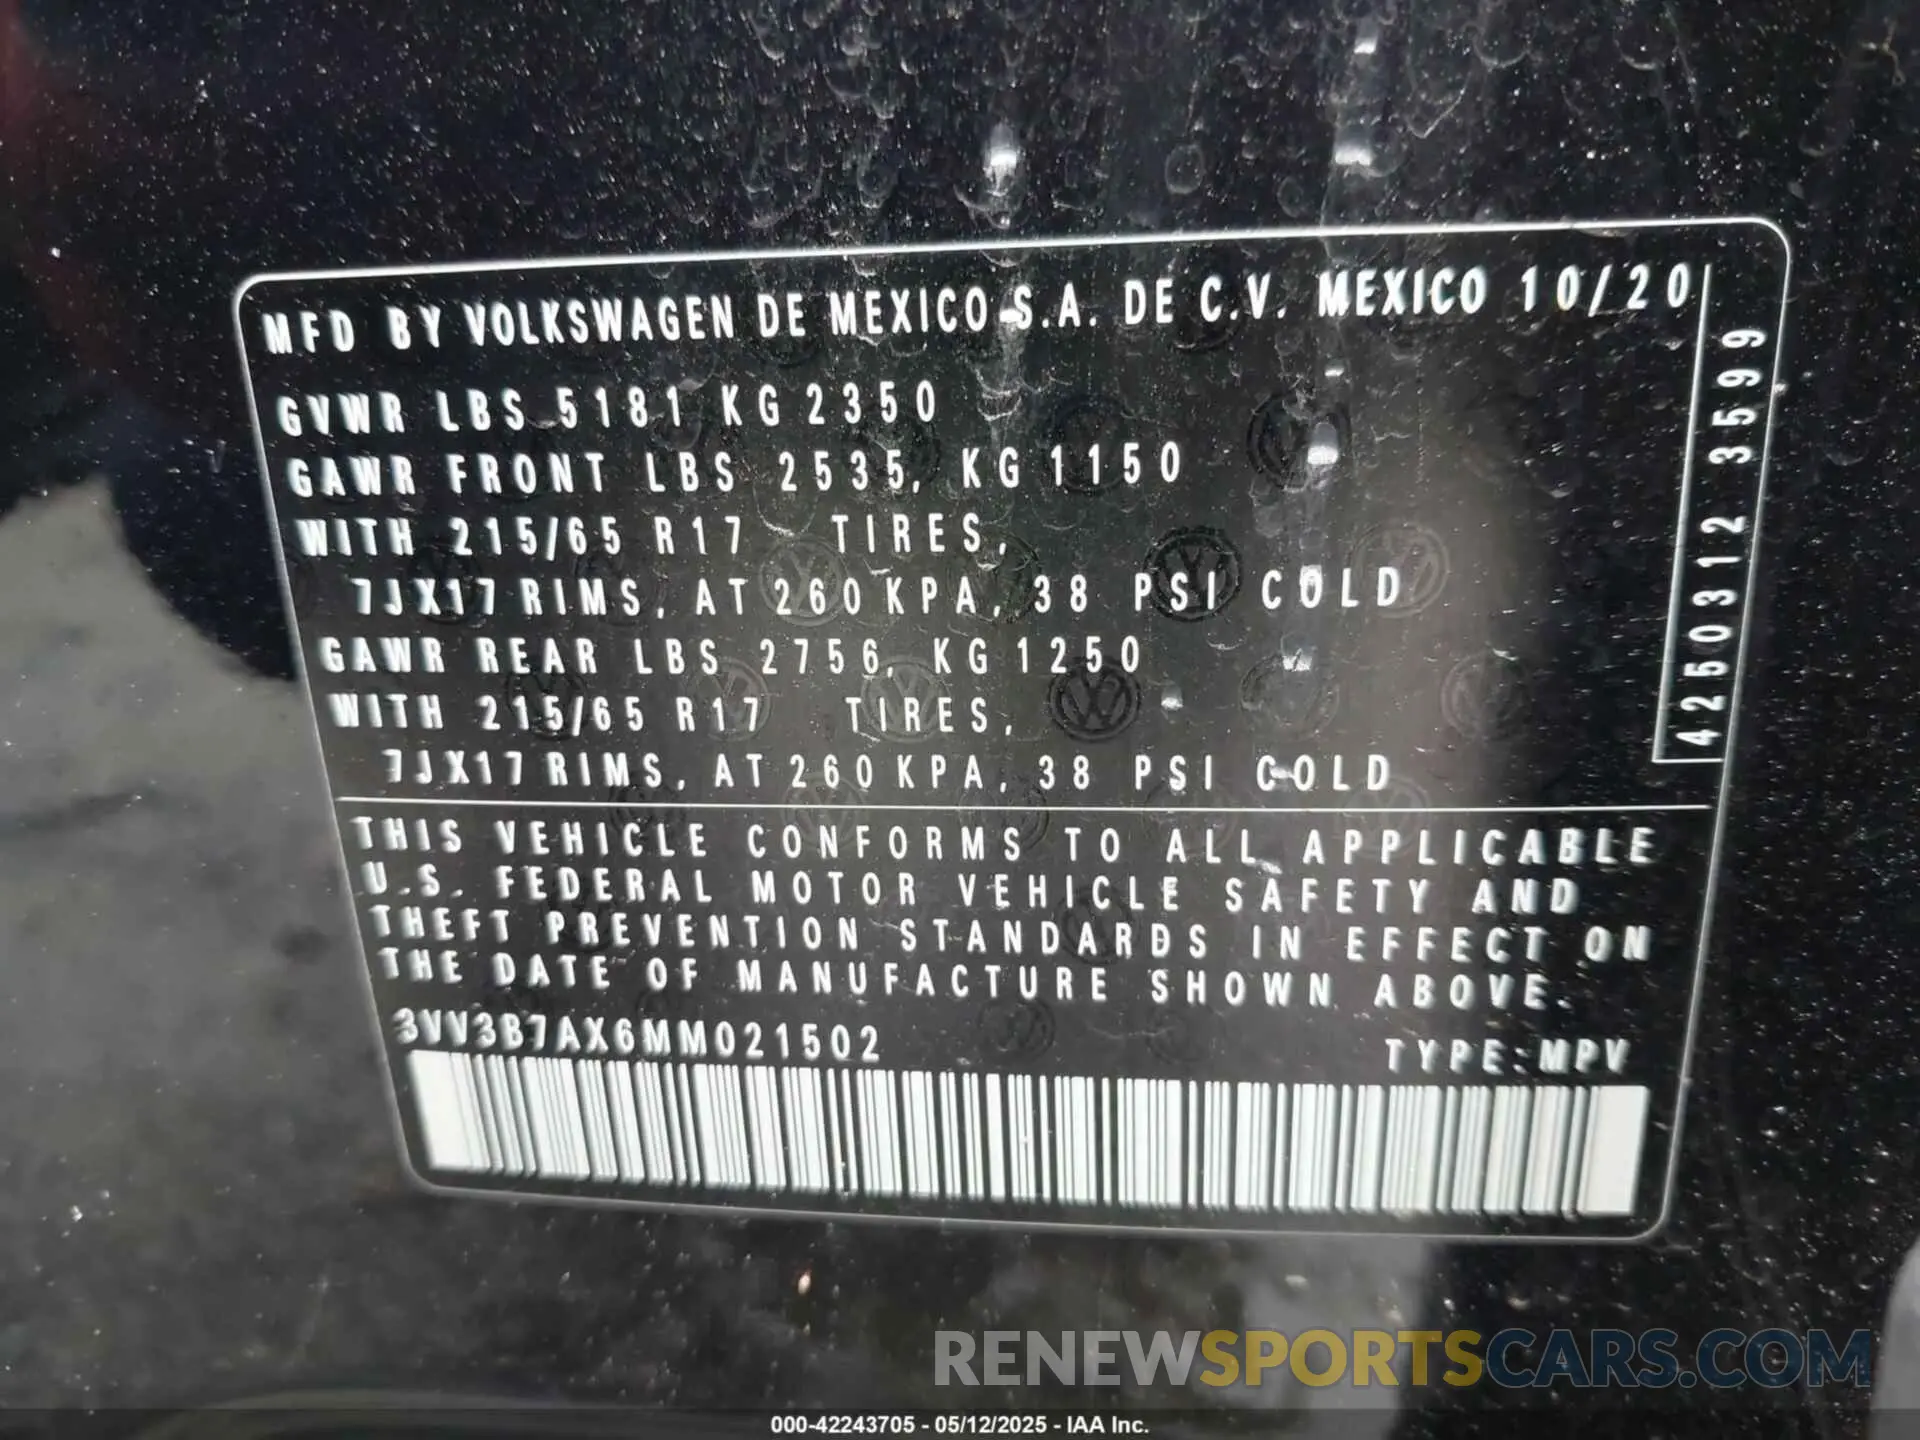 MFD BY VOLKSWAGEN DE MEXICO S.A. DE C.V. MEXICO 10/20
GVWR LBS 5181 KG 2350
GAWR FRONT LBS 2535, KG 1150
WITH 215/65 R17 TIRES,
7JX17 RIMS, AT 260 KPA, 38 PSI COLD
GAWR REAR LBS 2756, KG 1250
WITH 215/65 R17 TIRES,
7JX17 RIMS, AT 260 KPA, 38 PSI COLD
4250312 3599
THIS VEHICLE CONFORMS TO ALL APPLICABLE
U.S. FEDERAL MOTOR VEHICLE SAFETY AND
THEFT PREVENTION STANDARDS IN EFFECT ON
THE DATE OF MANUFACTURE SHOWN ABOVE.
3VV3B7AX6MM021502
TYPE:MPV
RENEWSPORTSCARS.COM
000-42243705 - 05/12/2025 - IAA Inc.